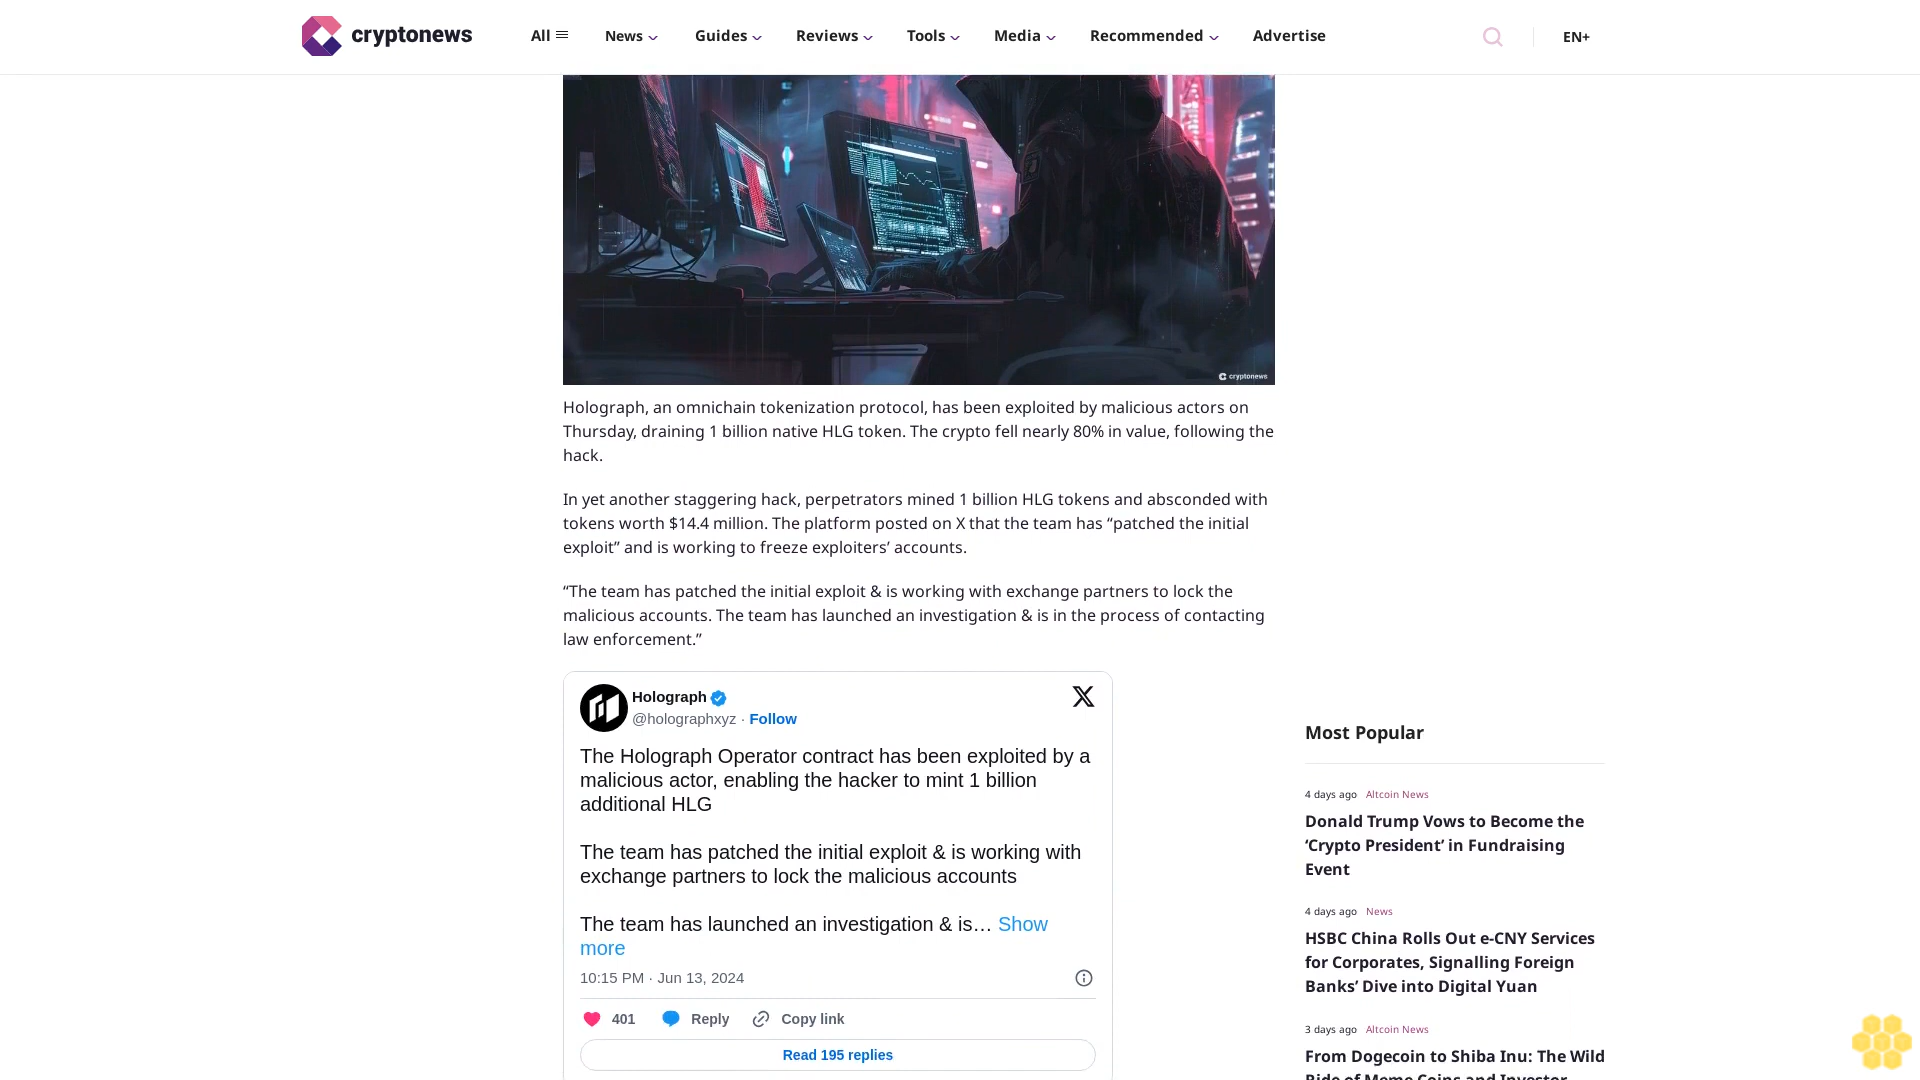 cryptonews
All
News
Guides
Reviews
Tools
Media
Recommended
Advertise
EN+
cryptonews
Holograph, an omnichain tokenization protocol, has been exploited by malicious actors on
Thursday, draining 1 billion native HLG token. The crypto fell nearly 80% in value, following the
hack.
In yet another staggering hack, perpetrators mined 1 billion HLG tokens and absconded with
tokens worth $14.4 million. The platform posted on X that the team has “patched the initial
exploit” and is working to freeze exploiters’ accounts.
“The team has patched the initial exploit & is working with exchange partners to lock the
malicious accounts. The team has launched an investigation & is in the process of contacting
law enforcement.”
Holograph
@holographxyz · Follow
The Holograph Operator contract has been exploited by a
malicious actor, enabling the hacker to mint 1 billion
additional HLG
The team has patched the initial exploit & is working with
exchange partners to lock the malicious accounts
The team has launched an investigation & is… Show
more
10:15 PM · Jun 13, 2024
401
Reply
Copy link
Read 195 replies
Most Popular
4 days ago Altcoin News
Donald Trump Vows to Become the
‘Crypto President’ in Fundraising
Event
4 days ago News
HSBC China Rolls Out e-CNY Services
for Corporates, Signalling Foreign
Banks’ Dive into Digital Yuan
3 days ago Altcoin News
From Dogecoin to Shiba Inu: The Wild
Ride of Meme Coins and Investor